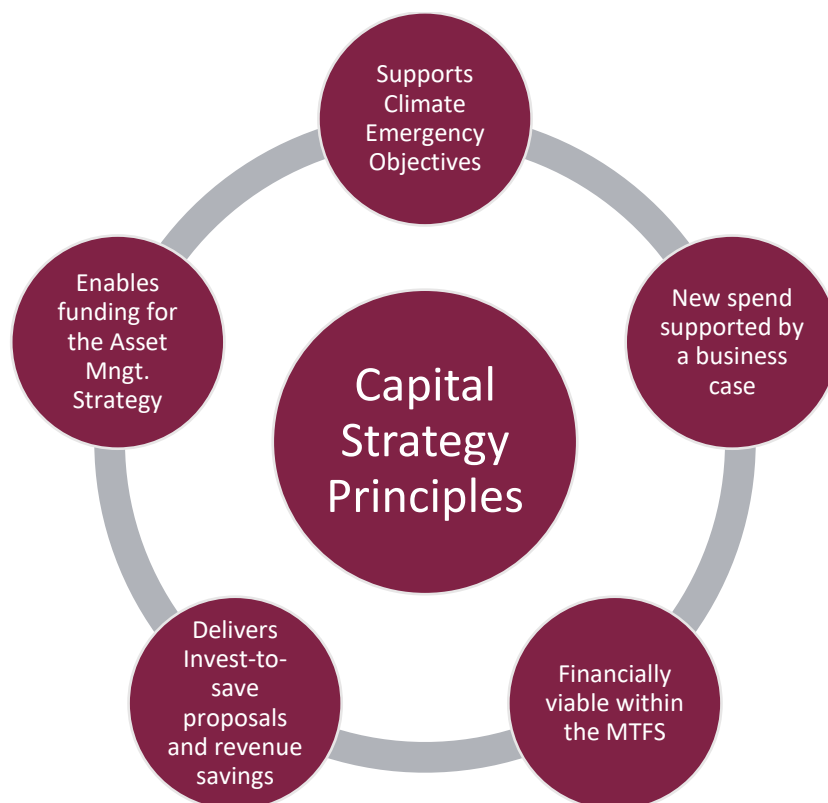 Supports
Climate
Emergency
Objectives
New spend
supported by
a business
case
Financially
viable within
the MTFS
Delivers
Invest-to-
save
proposals
and revenue
savings
Enables
funding for
the Asset
Mngt.
Strategy
Capital
Strategy
Principles